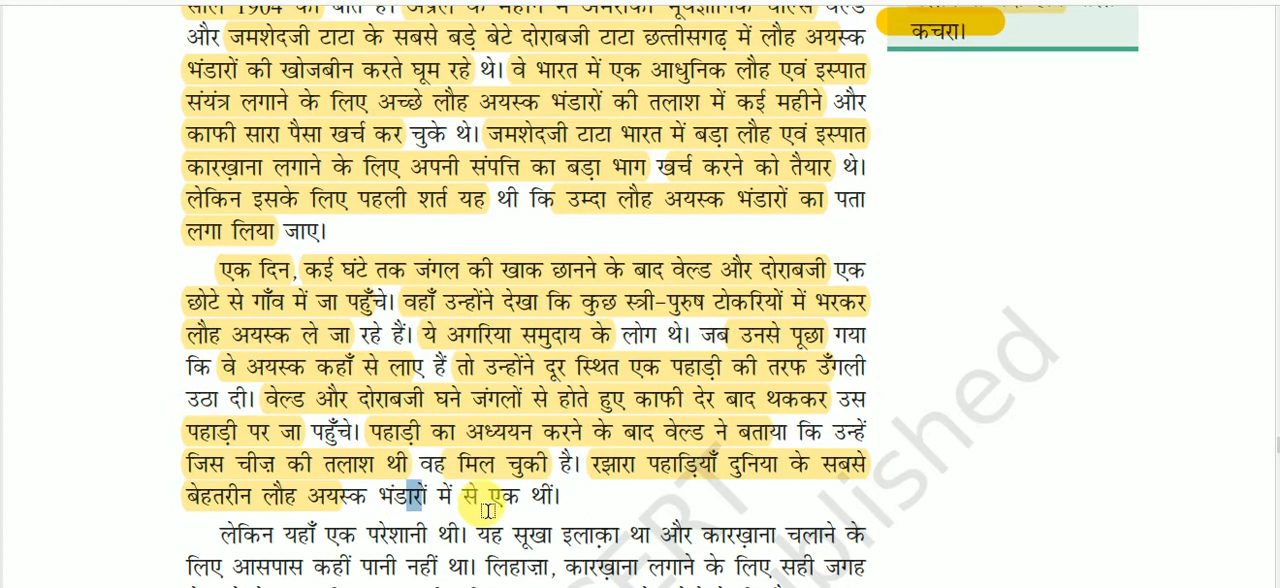 साल 1904 की बात है। अप्रैल के महीने में अमरीकी भूवैज्ञानिक चार्ल्स वेल्ड
और जमशेदजी टाटा के सबसे बड़े बेटे दोराबजी टाटा छत्तीसगढ़ में लौह अयस्क
भंडारों की खोजबीन करते घूम रहे थे। वे भारत में एक आधुनिक लौह एवं इस्पात
संयंत्र लगाने के लिए अच्छे लौह अयस्क भंडारों की तलाश में कई महीने और
काफी सारा पैसा खर्च कर चुके थे। जमशेदजी टाटा भारत में बड़ा लौह एवं इस्पात
कारख़ाना लगाने के लिए अपनी संपत्ति का बड़ा भाग खर्च करने को तैयार थे।
लेकिन इसके लिए पहली शर्त यह थी कि उम्दा लौह अयस्क भंडारों का पता
लगा लिया जाए।
एक दिन, कई घंटे तक जंगल की खाक छानने के बाद वेल्ड और दोराबजी एक
छोटे से गाँव में जा पहुँचे। वहाँ उन्होंने देखा कि कुछ स्त्री-पुरुष टोकरियों में भरकर
लौह अयस्क ले जा रहे हैं। ये अगरिया समुदाय के लोग थे। जब उनसे पूछा गया
कि वे अयस्क कहाँ से लाए हैं तो उन्होंने दूर स्थित एक पहाड़ी की तरफ उँगली
उठा दी। वेल्ड और दोराबजी घने जंगलों से होते हुए काफी देर बाद थककर उस
पहाड़ी पर जा पहुँचे। पहाड़ी का अध्ययन करने के बाद वेल्ड ने बताया कि उन्हें
जिस चीज़ की तलाश थी वह मिल चुकी है। रझारा पहाड़ियाँ दुनिया के सबसे
बेहतरीन लौह अयस्क भंडारों में से एक थीं।
लेकिन यहाँ एक परेशानी थी। यह सूखा इलाक़ा था और कारख़ाना चलाने के
लिए आसपास कहीं पानी नहीं था। लिहाजा, कारख़ाना लगाने के लिए सही जगह
कचरा।
ublished